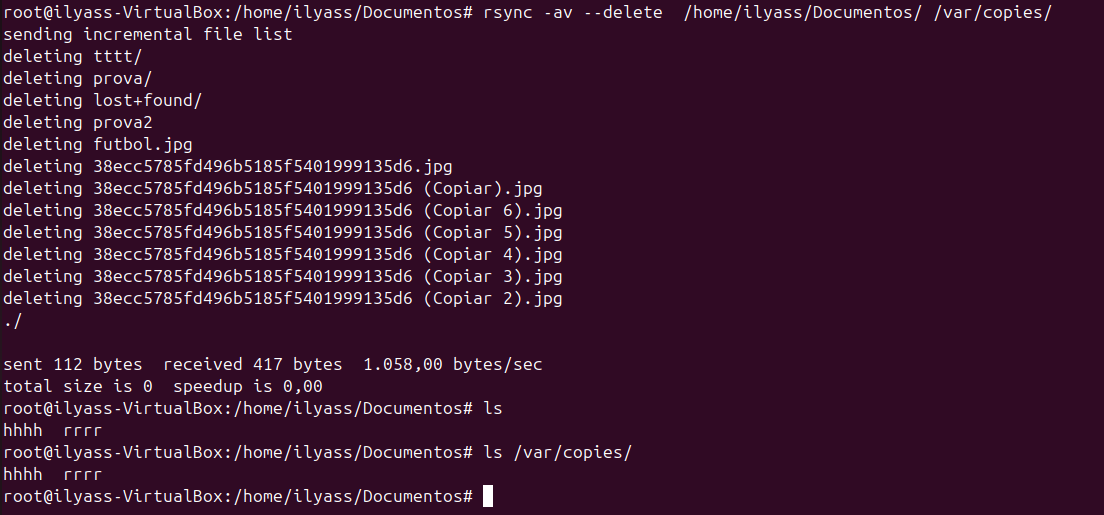 root@ilyass-VirtualBox:/home/ilyass/Documentos# rsync -av --delete  /home/ilyass/Documentos/ /var/copies/
sending incremental file list
deleting tttt/
deleting prova/
deleting lost+found/
deleting prova2
deleting futbol.jpg
deleting 38ecc5785fd496b5185f5401999135d6.jpg
deleting 38ecc5785fd496b5185f5401999135d6 (Copiar).jpg
deleting 38ecc5785fd496b5185f5401999135d6 (Copiar 6).jpg
deleting 38ecc5785fd496b5185f5401999135d6 (Copiar 5).jpg
deleting 38ecc5785fd496b5185f5401999135d6 (Copiar 4).jpg
deleting 38ecc5785fd496b5185f5401999135d6 (Copiar 3).jpg
deleting 38ecc5785fd496b5185f5401999135d6 (Copiar 2).jpg
./
sent 112 bytes  received 417 bytes  1.058,00 bytes/sec
total size is 0  speedup is 0,00
root@ilyass-VirtualBox:/home/ilyass/Documentos# ls
hhhh  rrrr
root@ilyass-VirtualBox:/home/ilyass/Documentos# ls /var/copies/
hhhh  rrrr
root@ilyass-VirtualBox:/home/ilyass/Documentos#